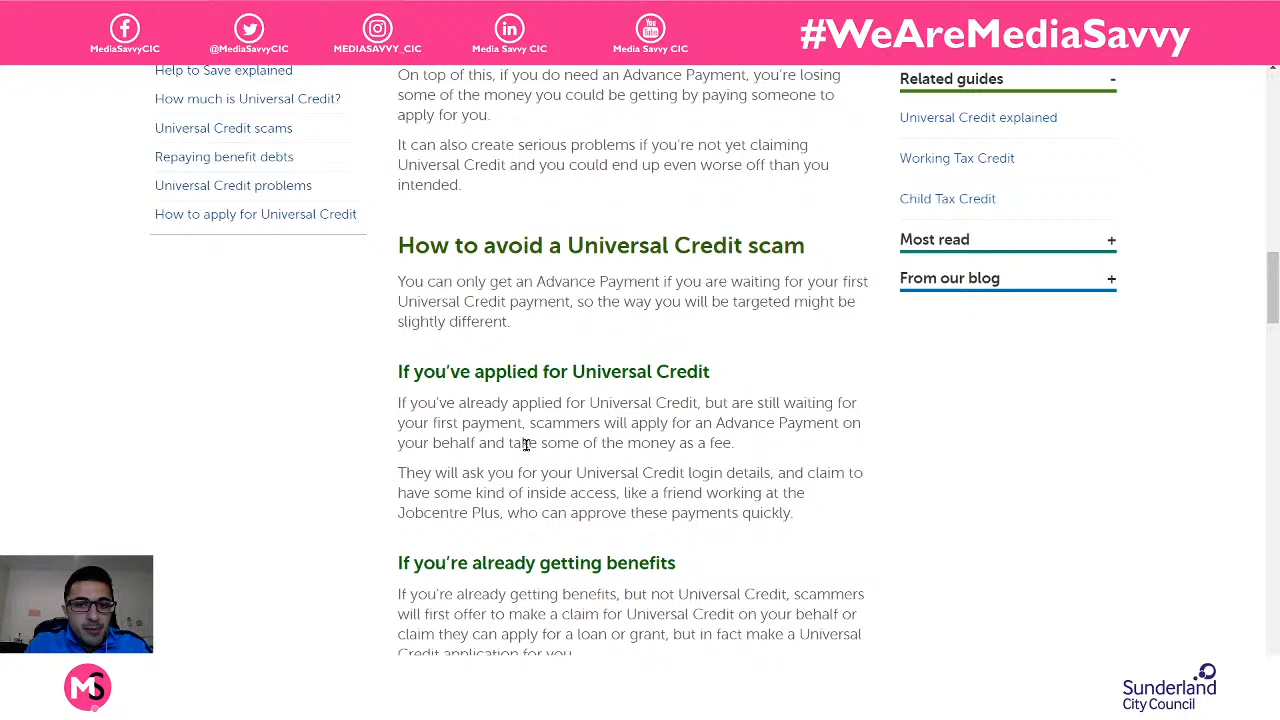 MediaSavvyCIC
@MediaSavvyCIC
MEDIASAVVY_CIC
in
Media Savvy CIC
You Tube
Media Savvy CIC
#WeAreMediaSavvy
Help to Save explained
How much is Universal Credit?
Universal Credit scams
Repaying benefit debts
Universal Credit problems
How to apply for Universal Credit
On top of this, if you do need an Advance Payment, you're losing
some of the money you could be getting by paying someone to
apply for you.
It can also create serious problems if you're not yet claiming
Universal Credit and you could end up even worse off than you
intended.
How to avoid a Universal Credit scam
You can only get an Advance Payment if you are waiting for your first
Universal Credit payment, so the way you will be targeted might be
slightly different.
If you've applied for Universal Credit
If you've already applied for Universal Credit, but are still waiting for
your first payment, scammers will apply for an Advance Payment on
your behalf and take some of the money as a fee.
They will ask you for your Universal Credit login details, and claim to
have some kind of inside access, like a friend working at the
Jobcentre Plus, who can approve these payments quickly.
If you're already getting benefits
If you're already getting benefits, but not Universal Credit, scammers
will first offer to make a claim for Universal Credit on your behalf or
claim they can apply for a loan or grant, but in fact make a Universal
Credit application for you
Related guides -
Universal Credit explained
Working Tax Credit
Child Tax Credit
Most read +
From our blog +
MS
Sunderland
City Council